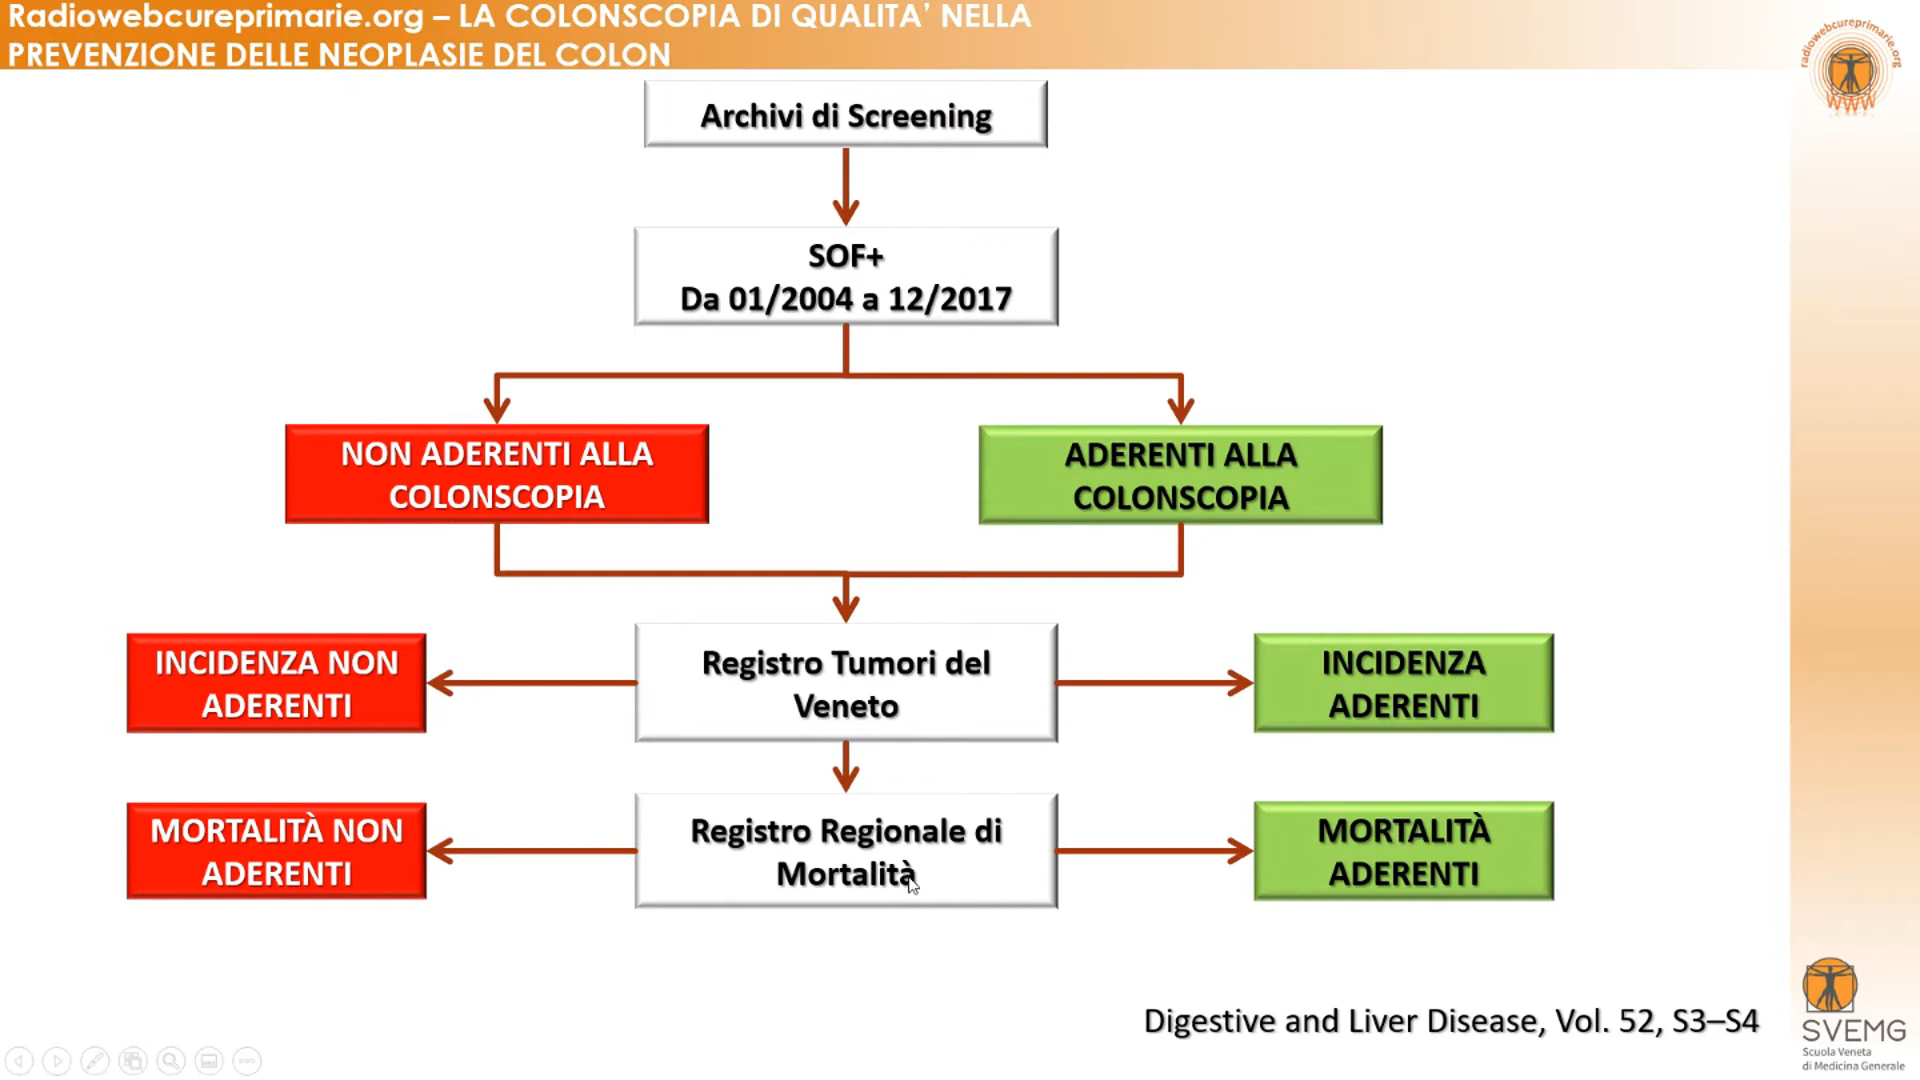 Radiowebcureprimarie.org – LA COLONSCOPIA DI QUALITA’ NELLA
PREVENZIONE DELLE NEOPLASIE DEL COLON
radiowebcureprimarie.org
WWW
Archivi di Screening
SOF+
Da 01/2004 a 12/2017
NON ADERENTI ALLA
COLONSCOPIA
ADERENTI ALLA
COLONSCOPIA
INCIDENZA NON
ADERENTI
Registro Tumori del
Veneto
INCIDENZA
ADERENTI
MORTALITÀ NON
ADERENTI
Registro Regionale di
Mortalità
MORTALITÀ
ADERENTI
Digestive and Liver Disease, Vol. 52, S3–S4
SVEMG
Scuola Veneta
di Medicina Generale